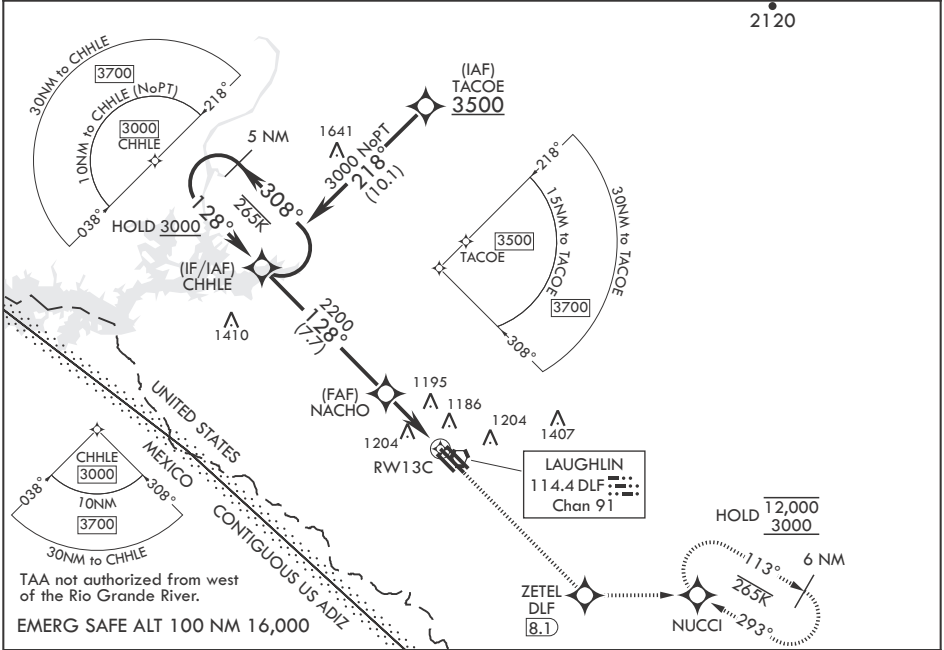 2120
30NM to CHHLE
3700
10NM to CHHLE (NoPT)
218°
3000
CHHLE
038°
(IAF)
TACOE
3500
5 NM
1641
3000 NoPT
218°
(10.1)
308°
265K
128°
HOLD 3000
(IF/IAF)
CHHLE
218°
15NM to TACOE
30NM to TACOE
3500
TACOE
3700
308°
1410
2200
128°
(7.7)
(FAF)
NACHO
1195
1186
1204
1204
1407
RW13C
UNITED STATES
MEXICO
CONTIGUOUS US ADIZ
LAUGHLIN
114.4 DLF
Chan 91
CHHLE
3000
038°
308°
10NM
3700
30NM to CHHLE
TAA not authorized from west
of the Rio Grande River.
EMERG SAFE ALT 100 NM 16,000
HOLD 12,000
3000
6 NM
113°
265K
293°
ZETEL
DLF
8.1
NUCCI